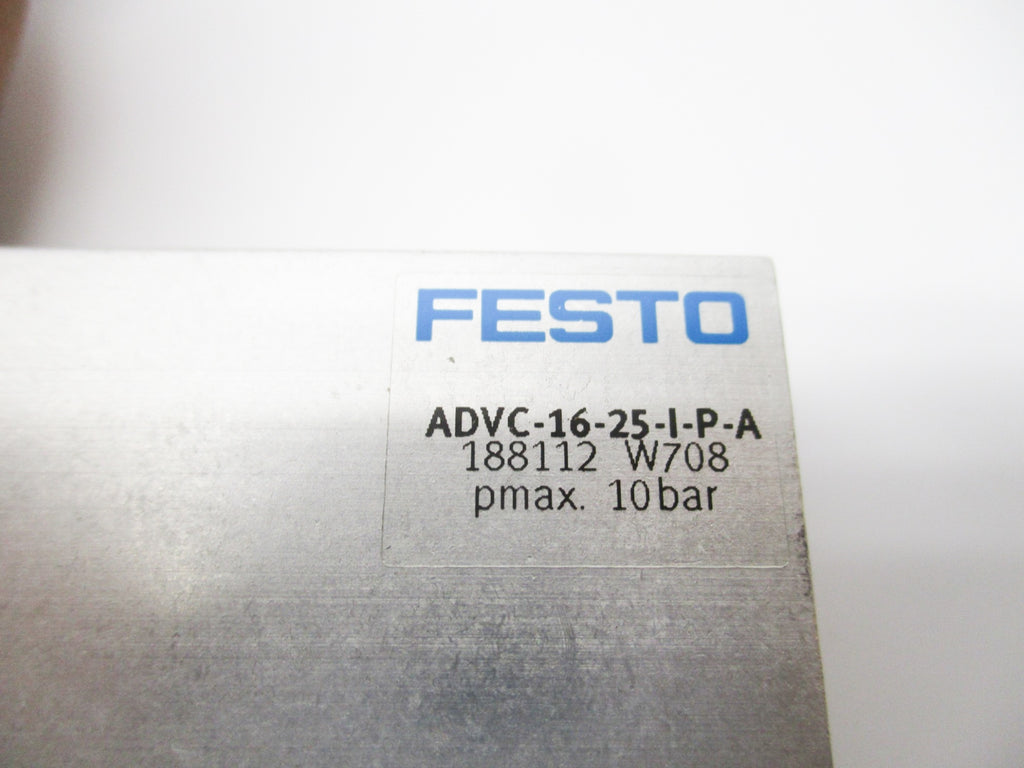 FESTO
ADVC-16-25-I-P-A
188112 W708
pmax. 10bar